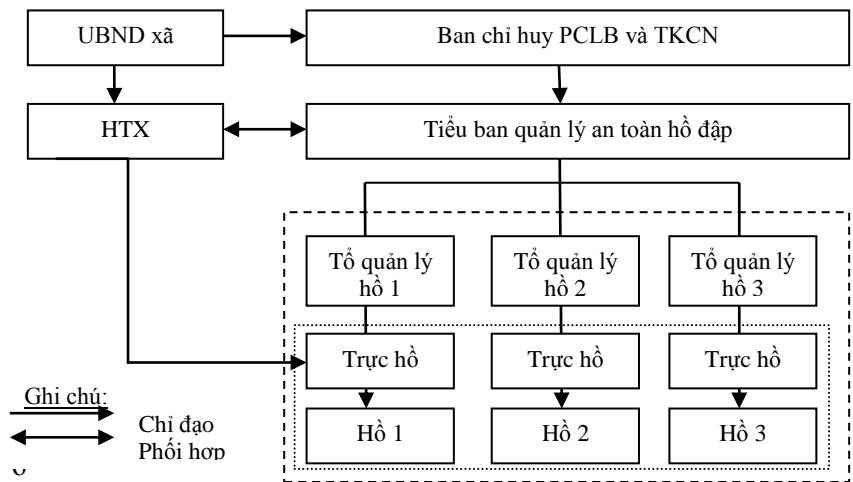 UBND xã
Ban chỉ huy PCLB và TKCN
HTX
Tiểu ban quản lý an toàn hồ đập
Tổ quản lý
hồ 1
Tổ quản lý
hồ 2
Tổ quản lý
hồ 3
Trực hồ
Trực hồ
Trực hồ
Hồ 1
Hồ 2
Hồ 3
Ghi chú:
Chỉ đạo
Phối hợp